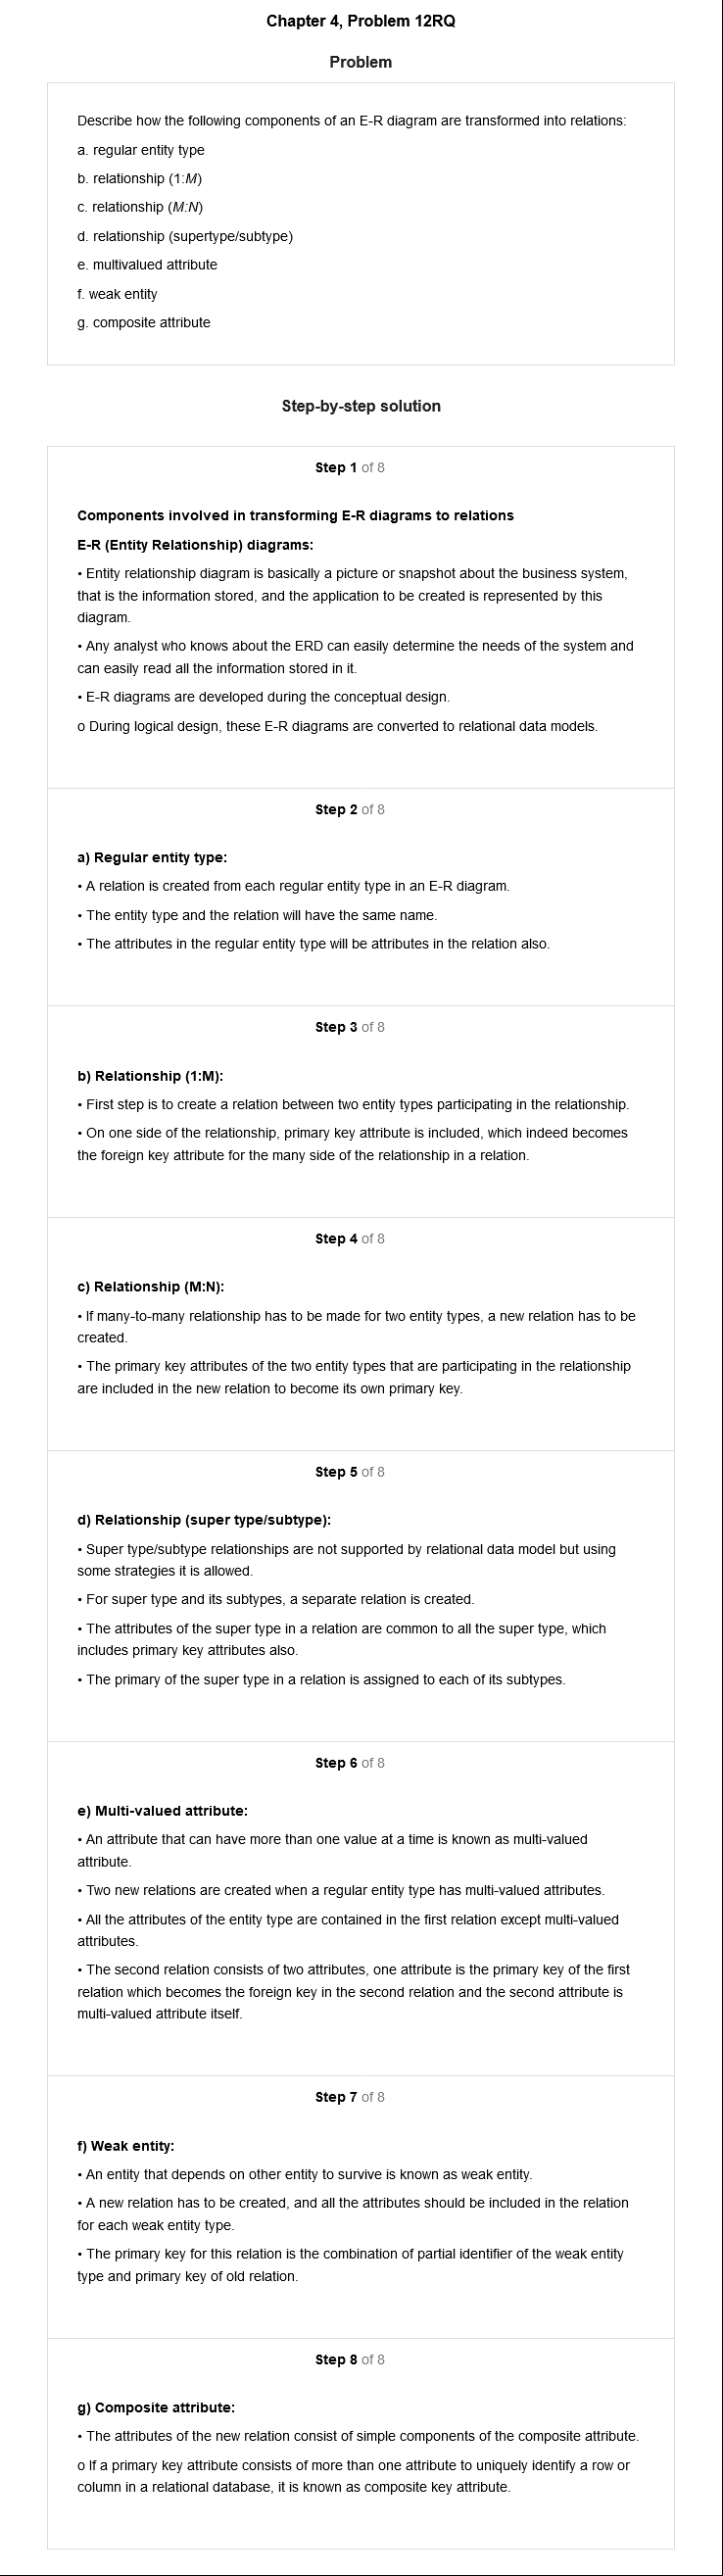 Chapter 4, Problem 12RQ
Problem
Describe how the following components of an E-R diagram are transformed into relations:
a. regular entity type
b. relationship (1:M)
c. relationship (M:N)
d. relationship (supertype/subtype)
e. multivalued attribute
f. weak entity
g. composite attribute
Step-by-step solution
Step 1 of 8
Components involved in transforming E-R diagrams to relations
E-R (Entity Relationship) diagrams:
• Entity relationship diagram is basically a picture or snapshot about the business system,
that is the information stored, and the application to be created is represented by this
diagram.
• Any analyst who knows about the ERD can easily determine the needs of the system and
can easily read all the information stored in it.
• E-R diagrams are developed during the conceptual design.
o During logical design, these E-R diagrams are converted to relational data models.
Step 2 of 8
a) Regular entity type:
• A relation is created from each regular entity type in an E-R diagram.
• The entity type and the relation will have the same name.
• The attributes in the regular entity type will be attributes in the relation also.
Step 3 of 8
b) Relationship (1:M):
• First step is to create a relation between two entity types participating in the relationship.
• On one side of the relationship, primary key attribute is included, which indeed becomes
the foreign key attribute for the many side of the relationship in a relation.
Step 4 of 8
c) Relationship (M:N):
• If many-to-many relationship has to be made for two entity types, a new relation has to be
created.
• The primary key attributes of the two entity types that are participating in the relationship
are included in the new relation to become its own primary key.
Step 5 of 8
d) Relationship (super type/subtype):
• Super type/subtype relationships are not supported by relational data model but using
some strategies it is allowed.
• For super type and its subtypes, a separate relation is created.
• The attributes of the super type in a relation are common to all the super type, which
includes primary key attributes also.
• The primary of the super type in a relation is assigned to each of its subtypes.
Step 6 of 8
e) Multi-valued attribute:
• An attribute that can have more than one value at a time is known as multi-valued
attribute.
• Two new relations are created when a regular entity type has multi-valued attributes.
• All the attributes of the entity type are contained in the first relation except multi-valued
attributes.
• The second relation consists of two attributes, one attribute is the primary key of the first
relation which becomes the foreign key in the second relation and the second attribute is
multi-valued attribute itself.
Step 7 of 8
f) Weak entity:
• An entity that depends on other entity to survive is known as weak entity.
• A new relation has to be created, and all the attributes should be included in the relation
for each weak entity type.
• The primary key for this relation is the combination of partial identifier of the weak entity
type and primary key of old relation.
Step 8 of 8
g) Composite attribute:
• The attributes of the new relation consist of simple components of the composite attribute.
o If a primary key attribute consists of more than one attribute to uniquely identify a row or
column in a relational database, it is known as composite key attribute.